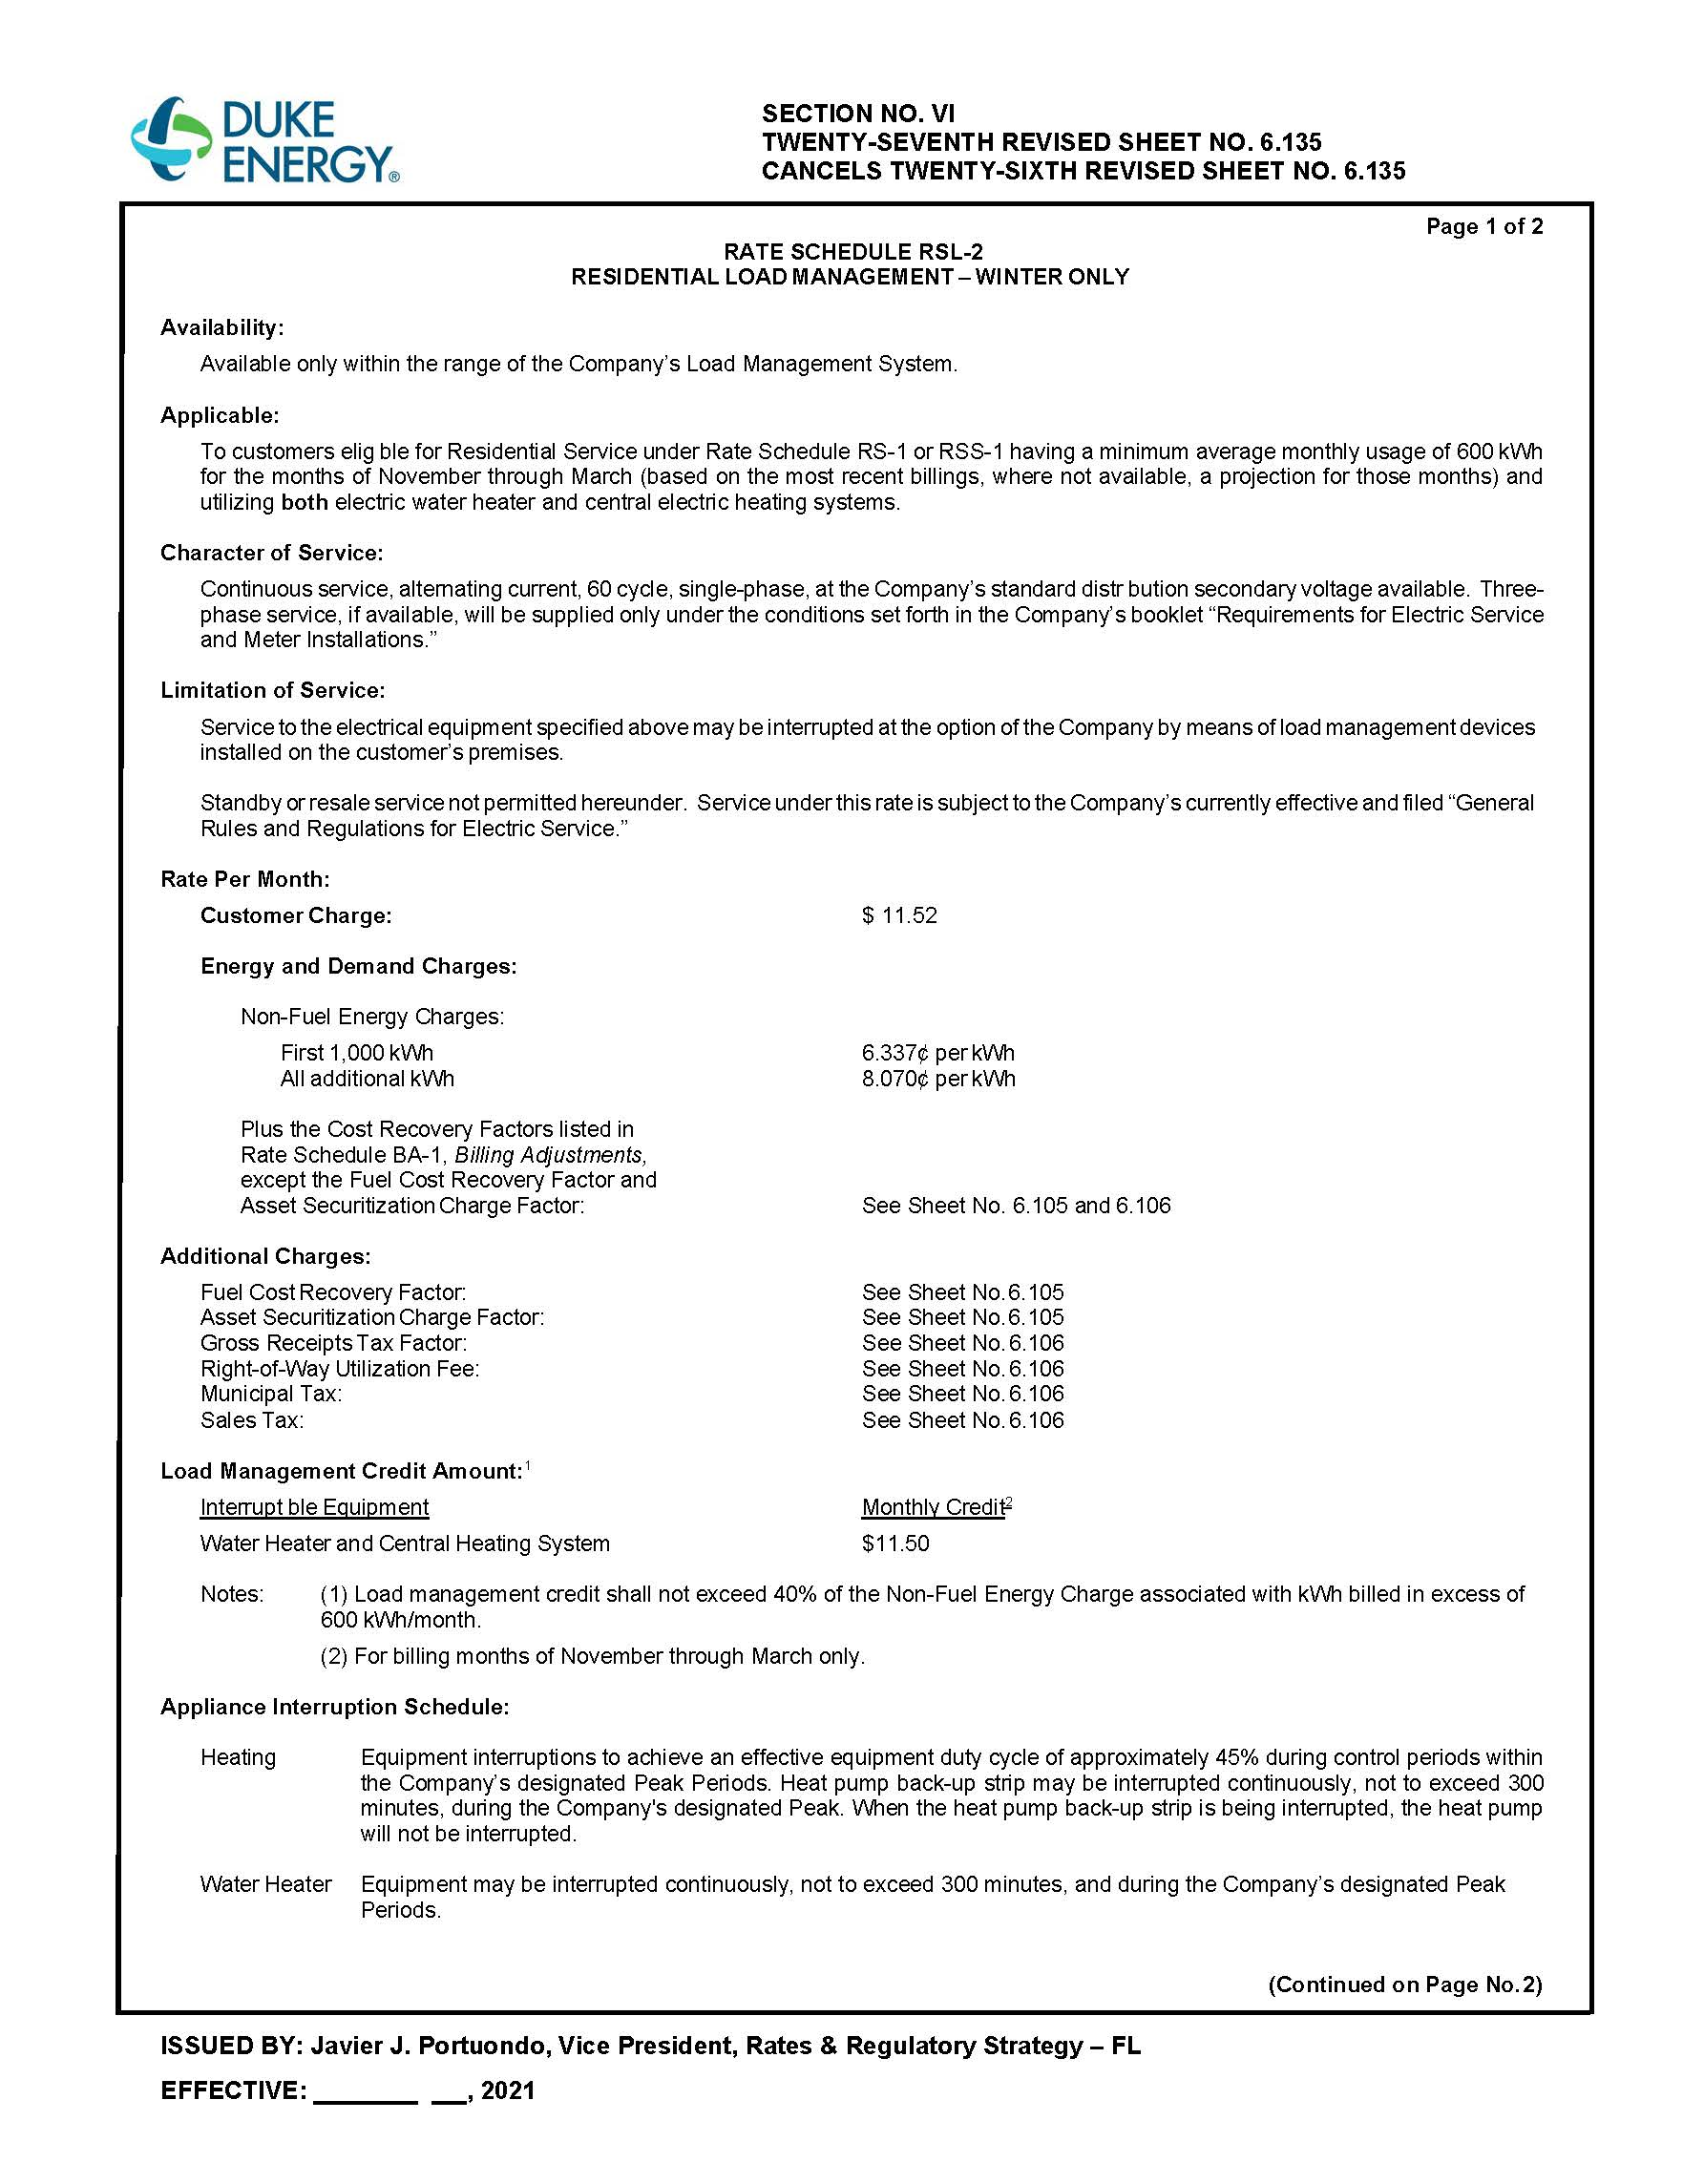 DUKE
ENERGY®
SECTION NO. VI
TWENTY-SEVENTH REVISED SHEET NO. 6.135
CANCELS TWENTY-SIXTH REVISED SHEET NO. 6.135
Page 1 of 2
RATE SCHEDULE RSL-2
RESIDENTIAL LOAD MANAGEMENT – WINTER ONLY
Availability:
Available only within the range of the Company’s Load Management System.
Applicable:
To customers elig ble for Residential Service under Rate Schedule RS-1 or RSS-1 having a minimum average monthly usage of 600 kWh
for the months of November through March (based on the most recent billings, where not available, a projection for those months) and
utilizing both electric water heater and central electric heating systems.
Character of Service:
Continuous service, alternating current, 60 cycle, single-phase, at the Company’s standard distr bution secondary voltage available. Three-
phase service, if available, will be supplied only under the conditions set forth in the Company’s booklet “Requirements for Electric Service
and Meter Installations.”
Limitation of Service:
Service to the electrical equipment specified above may be interrupted at the option of the Company by means of load management devices
installed on the customer’s premises.
Standby or resale service not permitted hereunder. Service under this rate is subject to the Company’s currently effective and filed “General
Rules and Regulations for Electric Service.”
Rate Per Month:
Customer Charge: $ 11.52
Energy and Demand Charges:
Non-Fuel Energy Charges:
First 1,000 kWh 6.337¢ per kWh
All additional kWh 8.070¢ per kWh
Plus the Cost Recovery Factors listed in
Rate Schedule BA-1, Billing Adjustments,
except the Fuel Cost Recovery Factor and
Asset Securitization Charge Factor: See Sheet No. 6.105 and 6.106
Additional Charges:
Fuel Cost Recovery Factor: See Sheet No. 6.105
Asset Securitization Charge Factor: See Sheet No. 6.105
Gross Receipts Tax Factor: See Sheet No. 6.106
Right-of-Way Utilization Fee: See Sheet No. 6.106
Municipal Tax: See Sheet No. 6.106
Sales Tax: See Sheet No. 6.106
Load Management Credit Amount:1
Interrupt ble Equipment Monthly Credit2
Water Heater and Central Heating System $11.50
Notes: (1) Load management credit shall not exceed 40% of the Non-Fuel Energy Charge associated with kWh billed in excess of
600 kWh/month.
(2) For billing months of November through March only.
Appliance Interruption Schedule:
Heating Equipment interruptions to achieve an effective equipment duty cycle of approximately 45% during control periods within
the Company’s designated Peak Periods. Heat pump back-up strip may be interrupted continuously, not to exceed 300
minutes, during the Company's designated Peak. When the heat pump back-up strip is being interrupted, the heat pump
will not be interrupted.
Water Heater Equipment may be interrupted continuously, not to exceed 300 minutes, and during the Company’s designated Peak
Periods.
(Continued on Page No. 2)
ISSUED BY: Javier J. Portuondo, Vice President, Rates & Regulatory Strategy – FL
EFFECTIVE: ________ ___, 2021